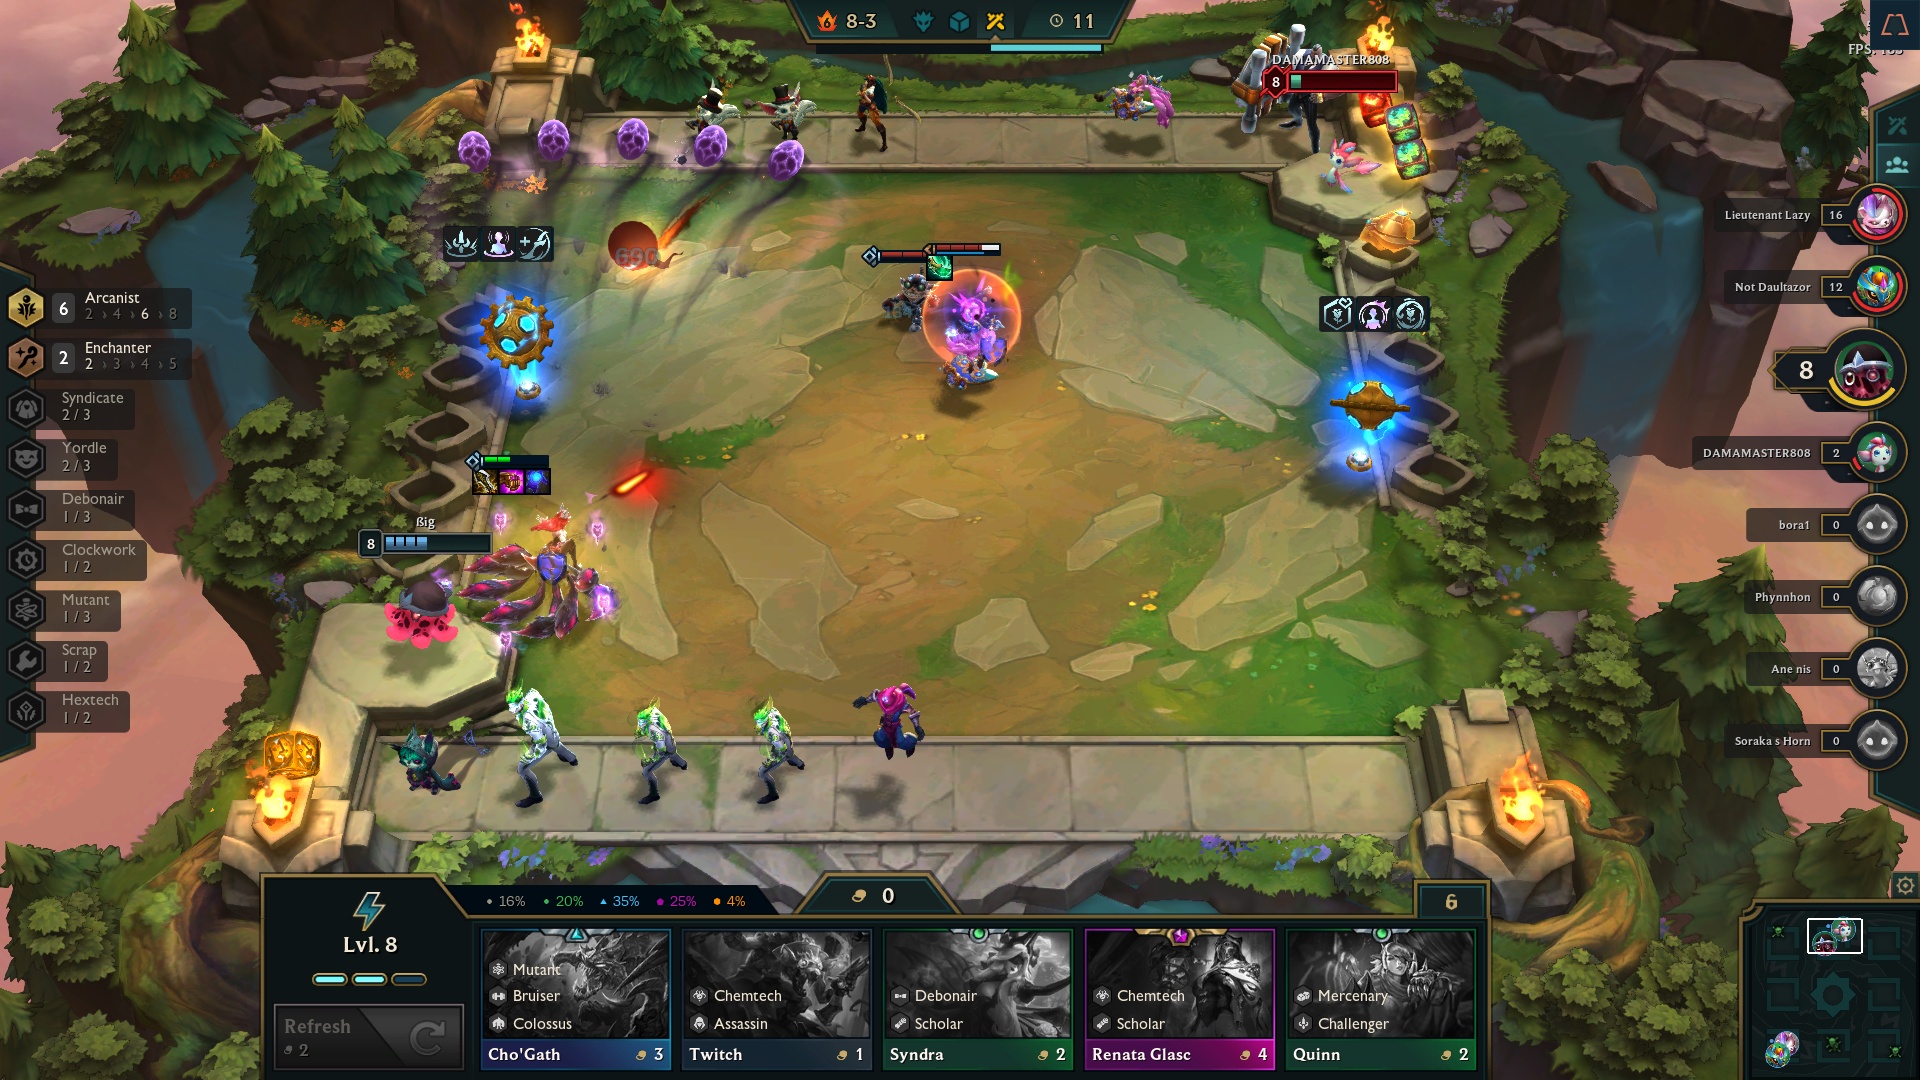 8-3
11
DAMAMASTER808
8
FPS:
Lieutenant Lazy 16
Not Daultazor 12
8
DAMAMASTER808 2
bora1 0
Phynnhon 0
Ane nis 0
Soraka s Horn 0
6 Arcanist
2 › 4 › 6 › 8
2 Enchanter
2 › 3 › 4 › 5
Syndicate
2 / 3
Yordle
2 / 3
Debonair
1 / 3
Clockwork
1 / 2
Mutant
1 / 3
Scrap
1 / 2
Hextech
1 / 2
690
ßig
8
Lvl. 8
16% 20% 35% 25% 4%
0
6
Refresh
2
Mutant
Bruiser
Colossus
Cho'Gath 3
Chemtech
Assassin
Twitch 1
Debonair
Scholar
Syndra 2
Chemtech
Scholar
Renata Glasc 4
Mercenary
Challenger
Quinn 2